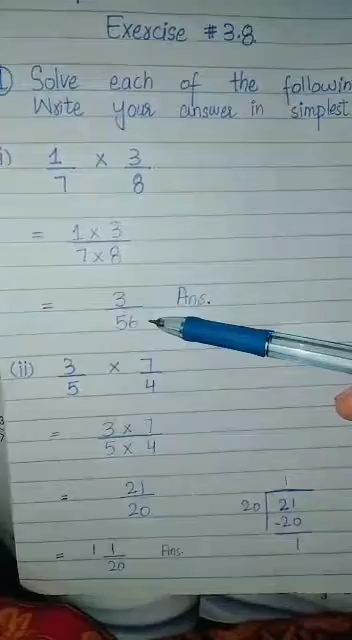 Exercise #3.8
1) Solve each of the followin
Write your answer in simplest
i) 1/7 × 3/8
= 1 × 3 / 7 × 8
= 3/56 Ans.
(ii) 3/5 × 7/4
= 3 × 7 / 5 × 4
= 21/20
= 1 1/20 Ans.
1
20 21
-20
1